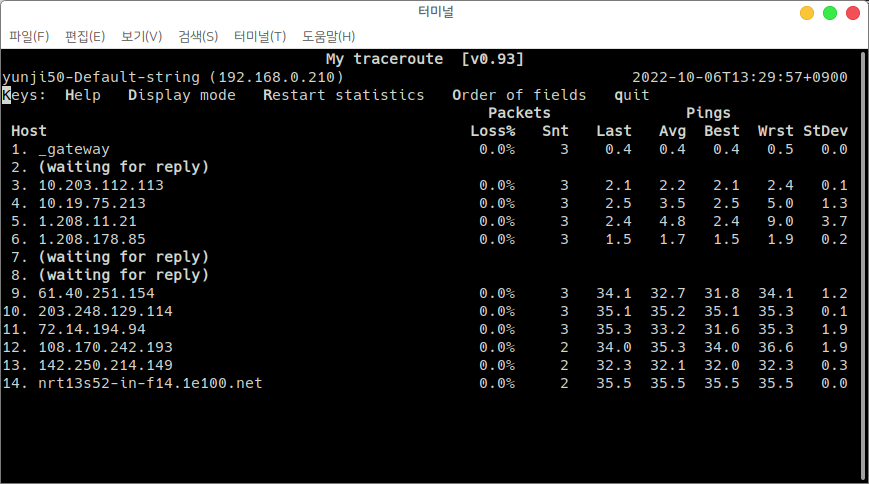 터미널
파일(F) 편집(E) 보기(V) 검색(S) 터미널(T) 도움말(H)
My traceroute [v0.93]
yunji50-Default-string (192.168.0.210) 2022-10-06T13:29:57+0900
Keys: Help Display mode Restart statistics Order of fields quit
Packets Pings
Host Loss% Snt Last Avg Best Wrst StDev
1. _gateway 0.0% 3 0.4 0.4 0.4 0.5 0.0
2. (waiting for reply)
3. 10.203.112.113 0.0% 3 2.1 2.2 2.1 2.4 0.1
4. 10.19.75.213 0.0% 3 2.5 3.5 2.5 5.0 1.3
5. 1.208.11.21 0.0% 3 2.4 4.8 2.4 9.0 3.7
6. 1.208.178.85 0.0% 3 1.5 1.7 1.5 1.9 0.2
7. (waiting for reply)
8. (waiting for reply)
9. 61.40.251.154 0.0% 3 34.1 32.7 31.8 34.1 1.2
10. 203.248.129.114 0.0% 3 35.1 35.2 35.1 35.3 0.1
11. 72.14.194.94 0.0% 3 35.3 33.2 31.6 35.3 1.9
12. 108.170.242.193 0.0% 2 34.0 35.3 34.0 36.6 1.9
13. 142.250.214.149 0.0% 2 32.3 32.1 32.0 32.3 0.3
14. nrt13s52-in-f14.1e100.net 0.0% 2 35.5 35.5 35.5 35.5 0.0